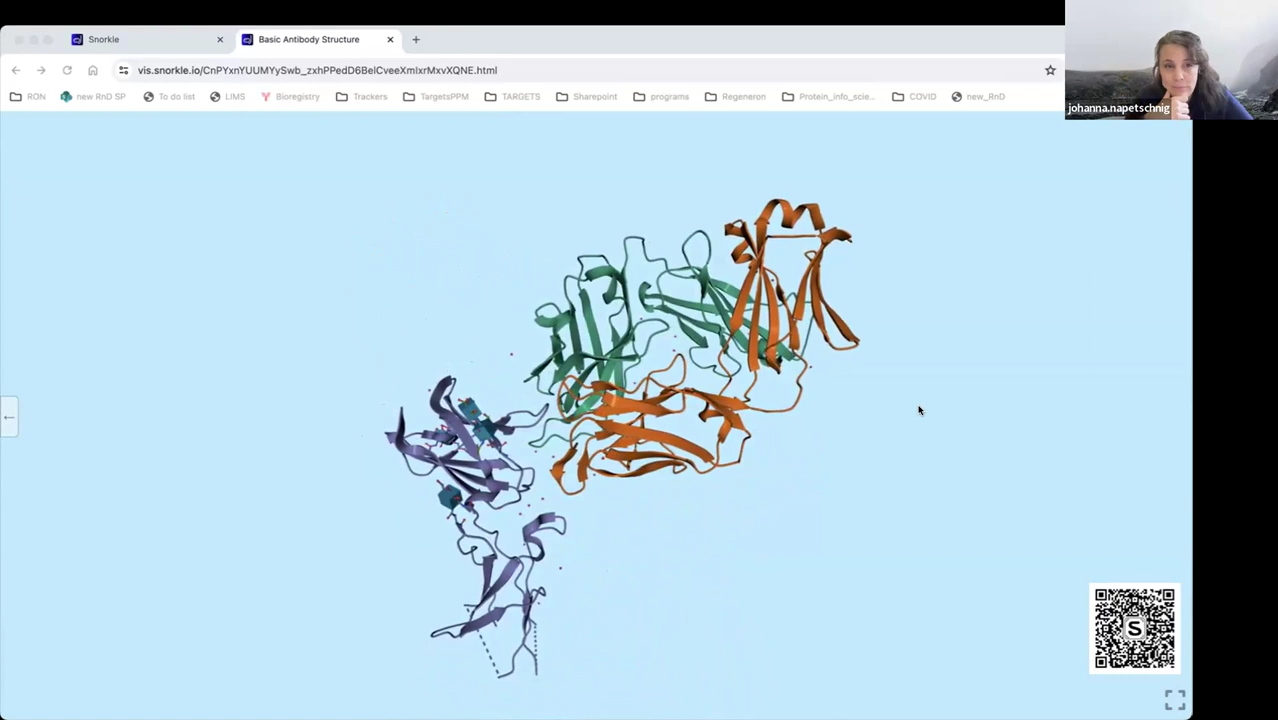 Snorkle
Basic Antibody Structure
vis.snorkle.io/CnPYxnYUUMYySwb_zxhPPedD6BelCveeXmIxrMxvXQNE.html
RON
new RnD SP
To do list
LIMS
Bioregistry
Trackers
TargetsPPM
TARGETS
Sharepoint
programs
Regeneron
Protein_info_scie...
COVID
new_RnD
johanna.napetschnig
S